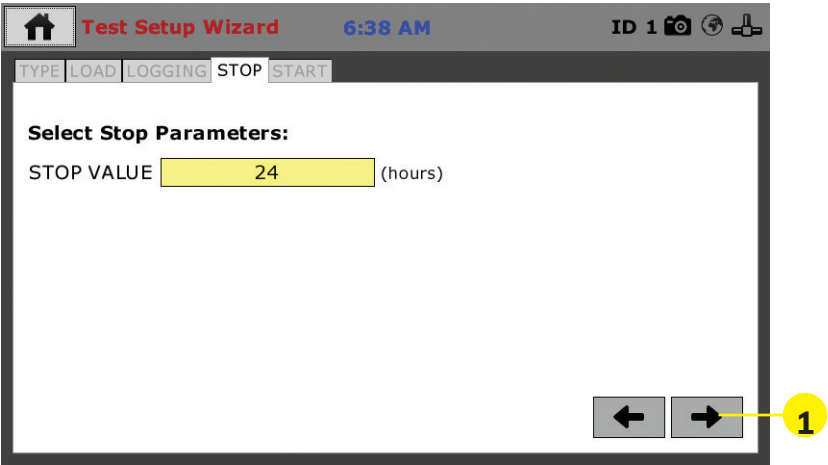 Test Setup Wizard 6:38 AM ID 1
TYPE LOAD LOGGING STOP START
Select Stop Parameters:
STOP VALUE 24 (hours)
1